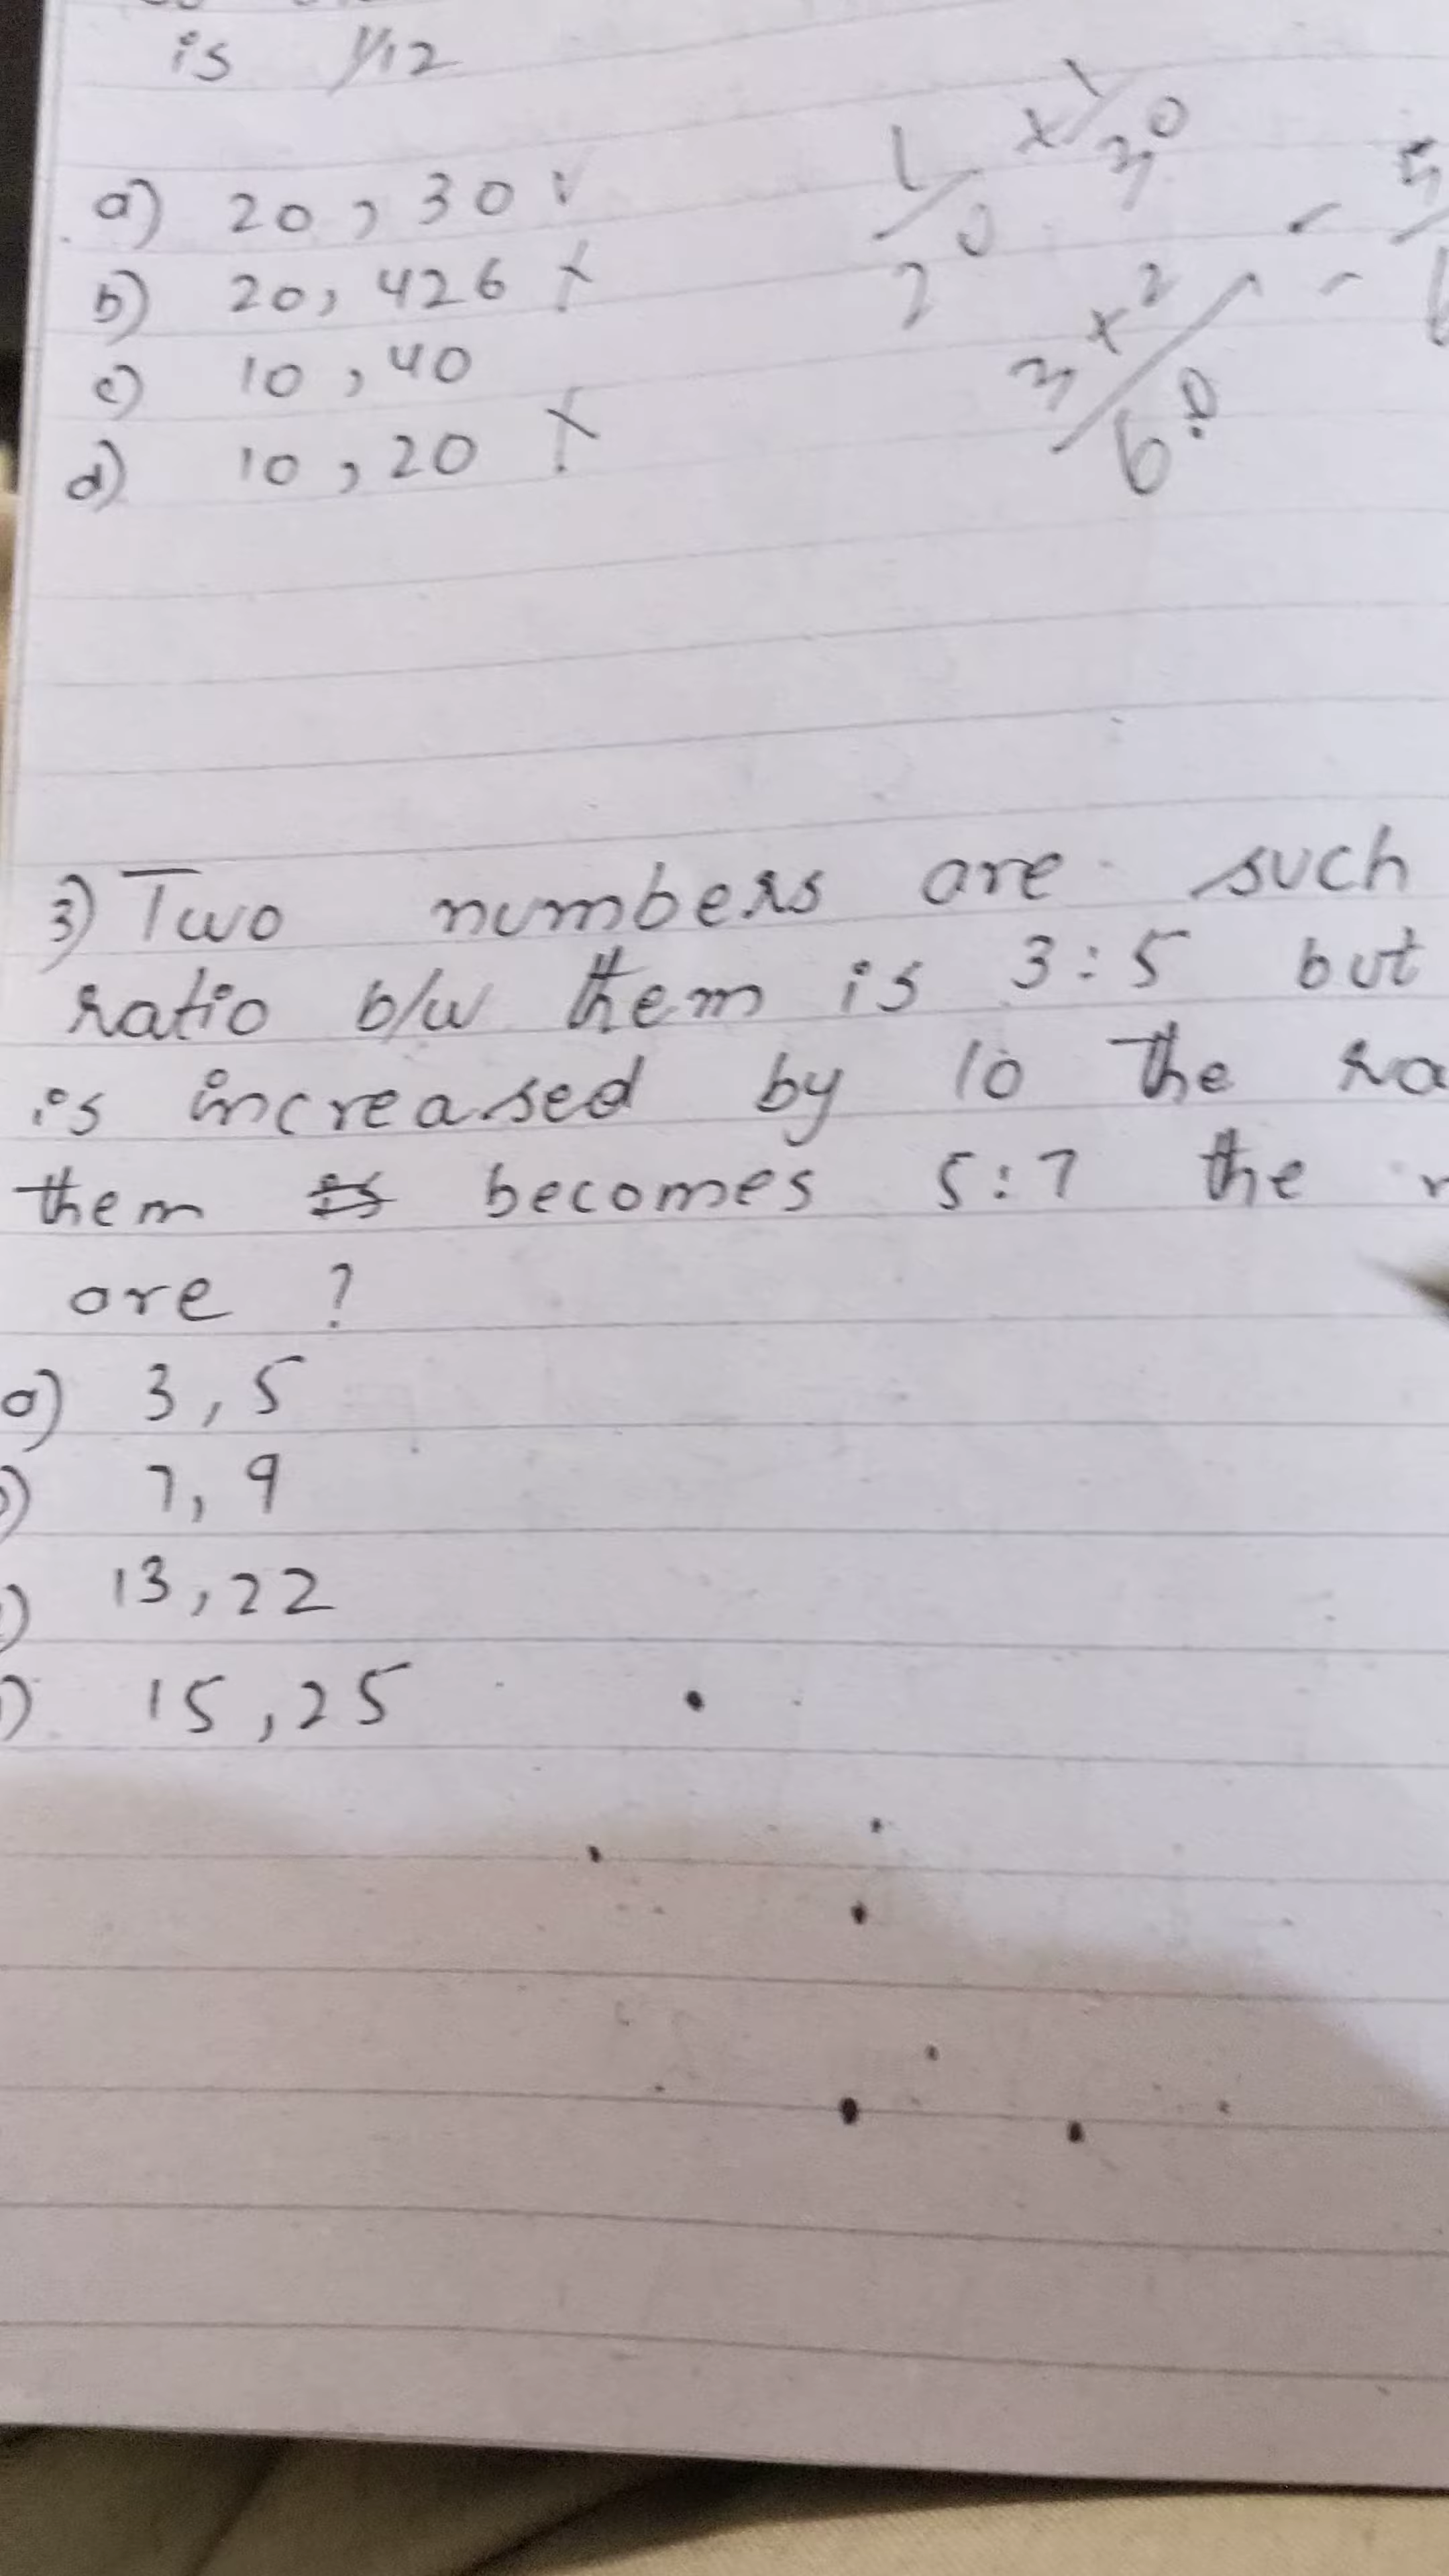 is 1/12
a) 20, 30 ✓
b) 20, 426 ✗
c) 10, 40
d) 10, 20 ✗
3) Two numbers are such
ratio b/w them is 3:5 but
is increased by 10 the
them is becomes 5:7 the
are ?
a) 3, 5
) 7, 9
) 13, 22
) 15, 25